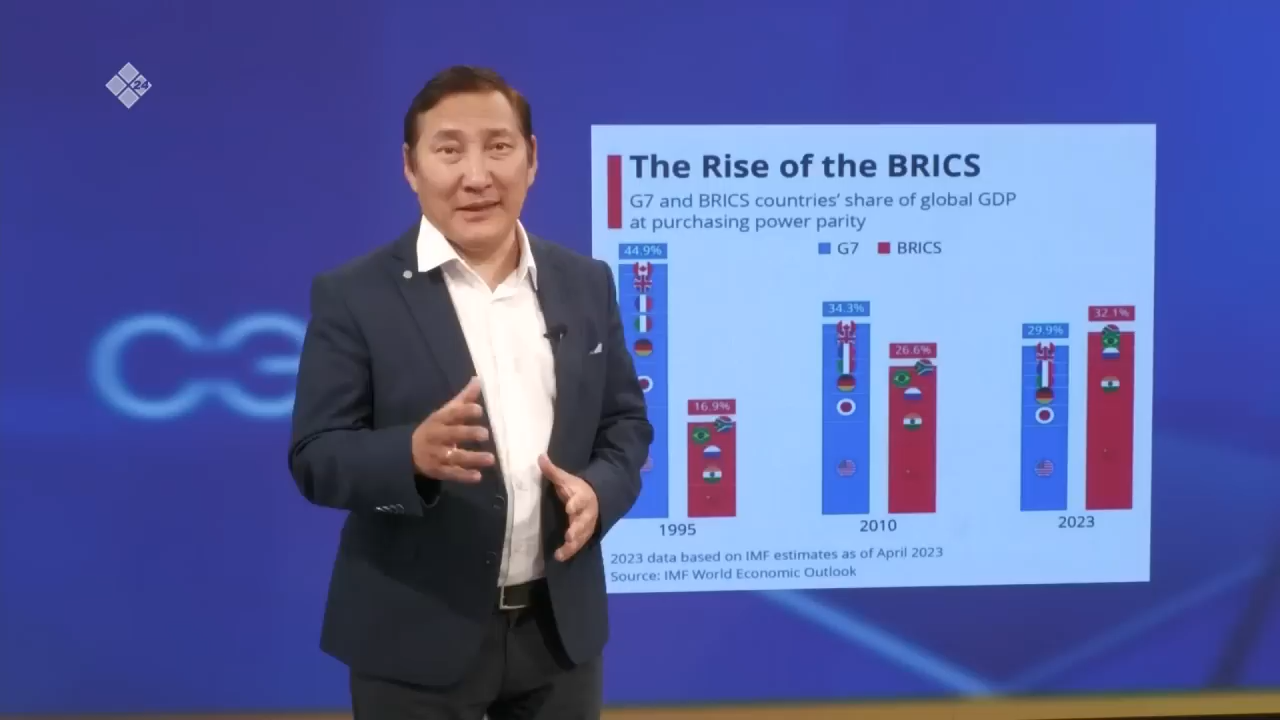 X24
The Rise of the BRICS
G7 and BRICS countries' share of global GDP
at purchasing power parity
G7 BRICS
44.9%
16.9%
34.3%
26.6%
29.9%
32.1%
1995 2010 2023
2023 data based on IMF estimates as of April 2023
Source: IMF World Economic Outlook